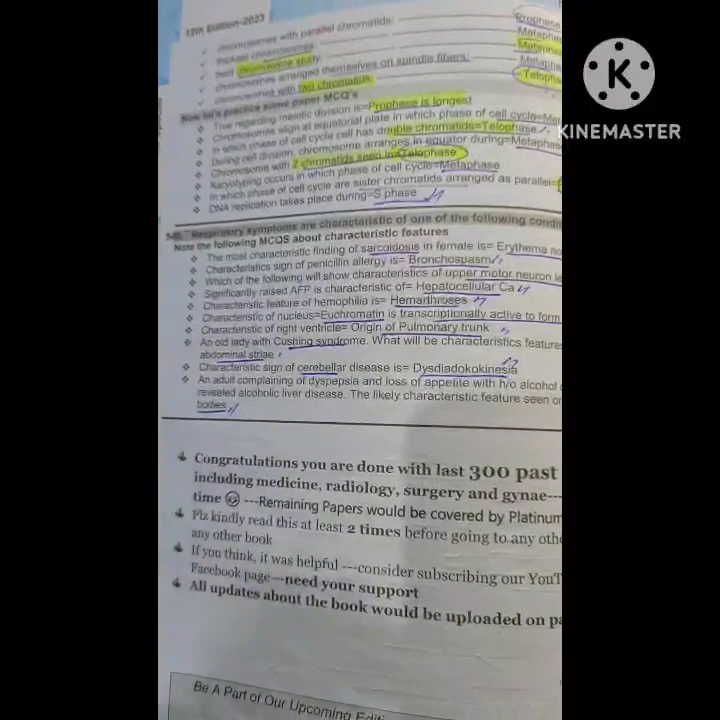 12th Edition-2023
chromosomes with parallel chromatids: Prophase
thickest chromosomes: Metaphase
best chromosome study
chromosomes arranged themselves on spindle fibers:
chromosomes with two chromatids
Now let's practice some paper MCQ's
True regarding meiotic division is=Prophase is longest
Chromosomes align at equatorial plate in which phase of cell cycle=Met
In which phase of cell cycle cell has double chromatids=Telophase
During cell division, chromosome arranges in equator during=Metaphase
Chromosome with 2 chromatids seen in=Telophase
Karyotyping occurs in which phase of cell cycle=Metaphase
In which phase of cell cycle are sister chromatids arranged as parallel=
DNA replication takes place during=S phase
Respiratory symptoms are characteristic of one of the following condi
Note the following MCQS about characteristic features
The most characteristic finding of sarcoidosis in female is= Erythema no
Characteristics sign of penicillin allergy is= Bronchospasm
Which of the following will show characteristics of upper motor neuron le
Significantly raised AFP is characteristic of= Hepatocellular Ca
Characteristic feature of hemophilia is= Hemarthroses
Characteristic of nucleus=Euchromatin is transcriptionally active to form
Characteristic of right ventricle= Origin of Pulmonary trunk
An old lady with Cushing syndrome. What will be characteristics feature
abdominal striae
Characteristic sign of cerebellar disease is= Dysdiadokokinesia
An adult complaining of dyspepsia and loss of appetite with h/o alcohol
revealed alcoholic liver disease. The likely characteristic feature seen on
bodies
Congratulations you are done with last 300 past
including medicine, radiology, surgery and gynae---
time ---Remaining Papers would be covered by Platinum
Plz kindly read this at least 2 times before going to any oth
any other book
If you think, it was helpful ---consider subscribing our YouT
Facebook page---need your support
All updates about the book would be uploaded on pa
Be A Part of Our Upcoming Editi
KINEMASTER